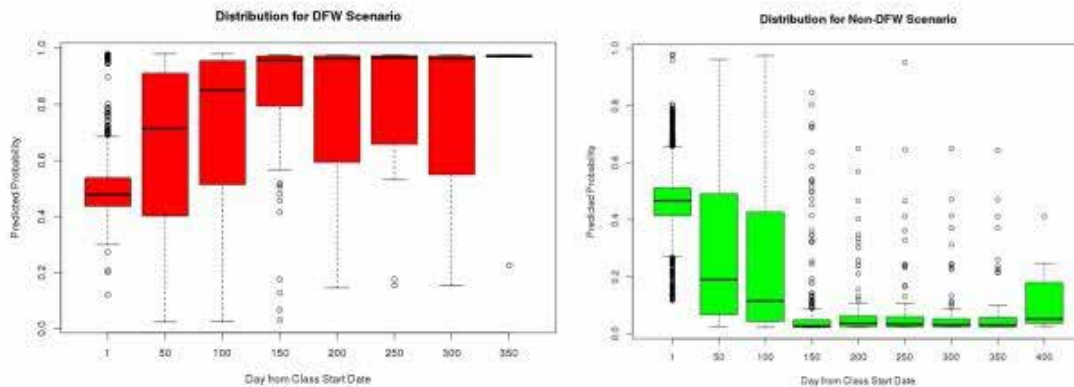 Distribution for DFW Scenario
Predicted Probability
1.0
0.8
0.6
0.4
0.2
0.0
1 50 100 150 200 250 300 350
Day from Class Start Date
Distribution for Non-DFW Scenario
Predicted Probability
1.0
0.8
0.6
0.4
0.2
0.0
1 50 100 150 200 250 300 350 400
Day from Class Start Date